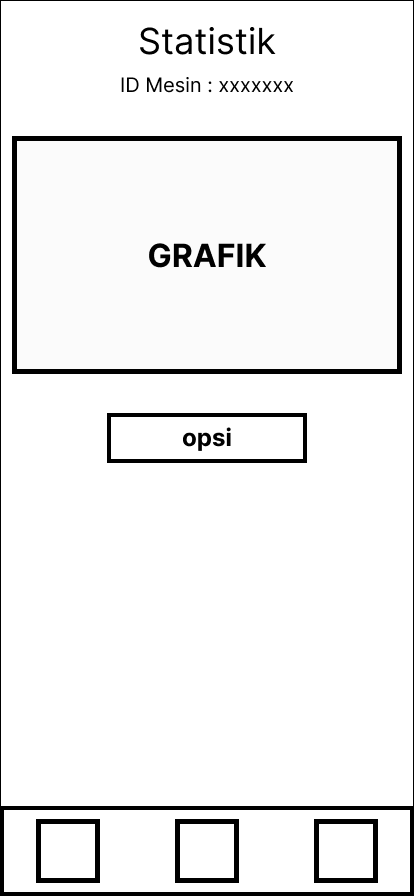 Statistik
ID Mesin : xxxxxxx
GRAFIK
opsi